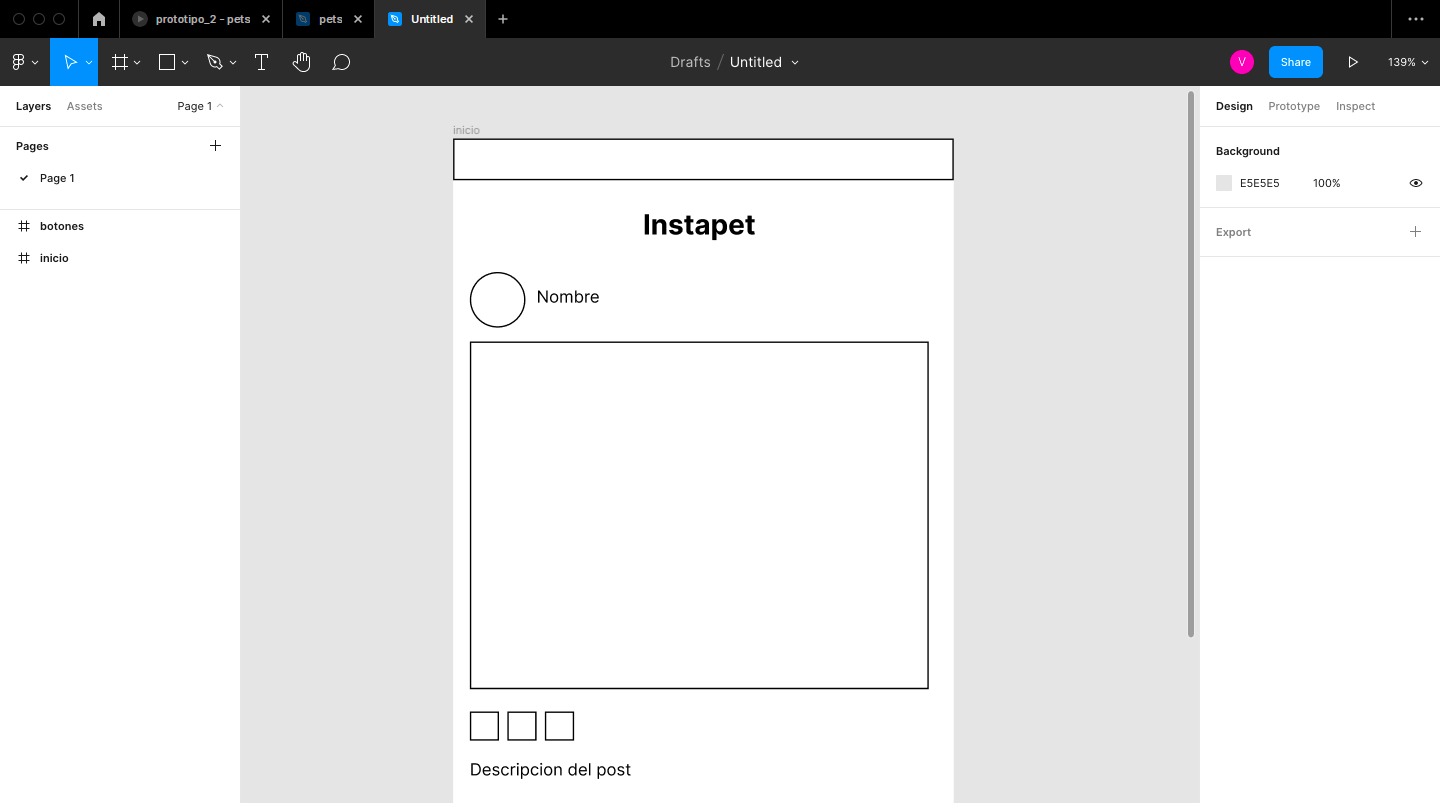 prototipo_2 - pets
pets
Untitled
Drafts / Untitled
V
Share
139%
Layers
Assets
Page 1
Design
Prototype
Inspect
Pages
Page 1
botones
inicio
Background
E5E5E5
100%
Export
inicio
Instapet
Nombre
Descripcion del post